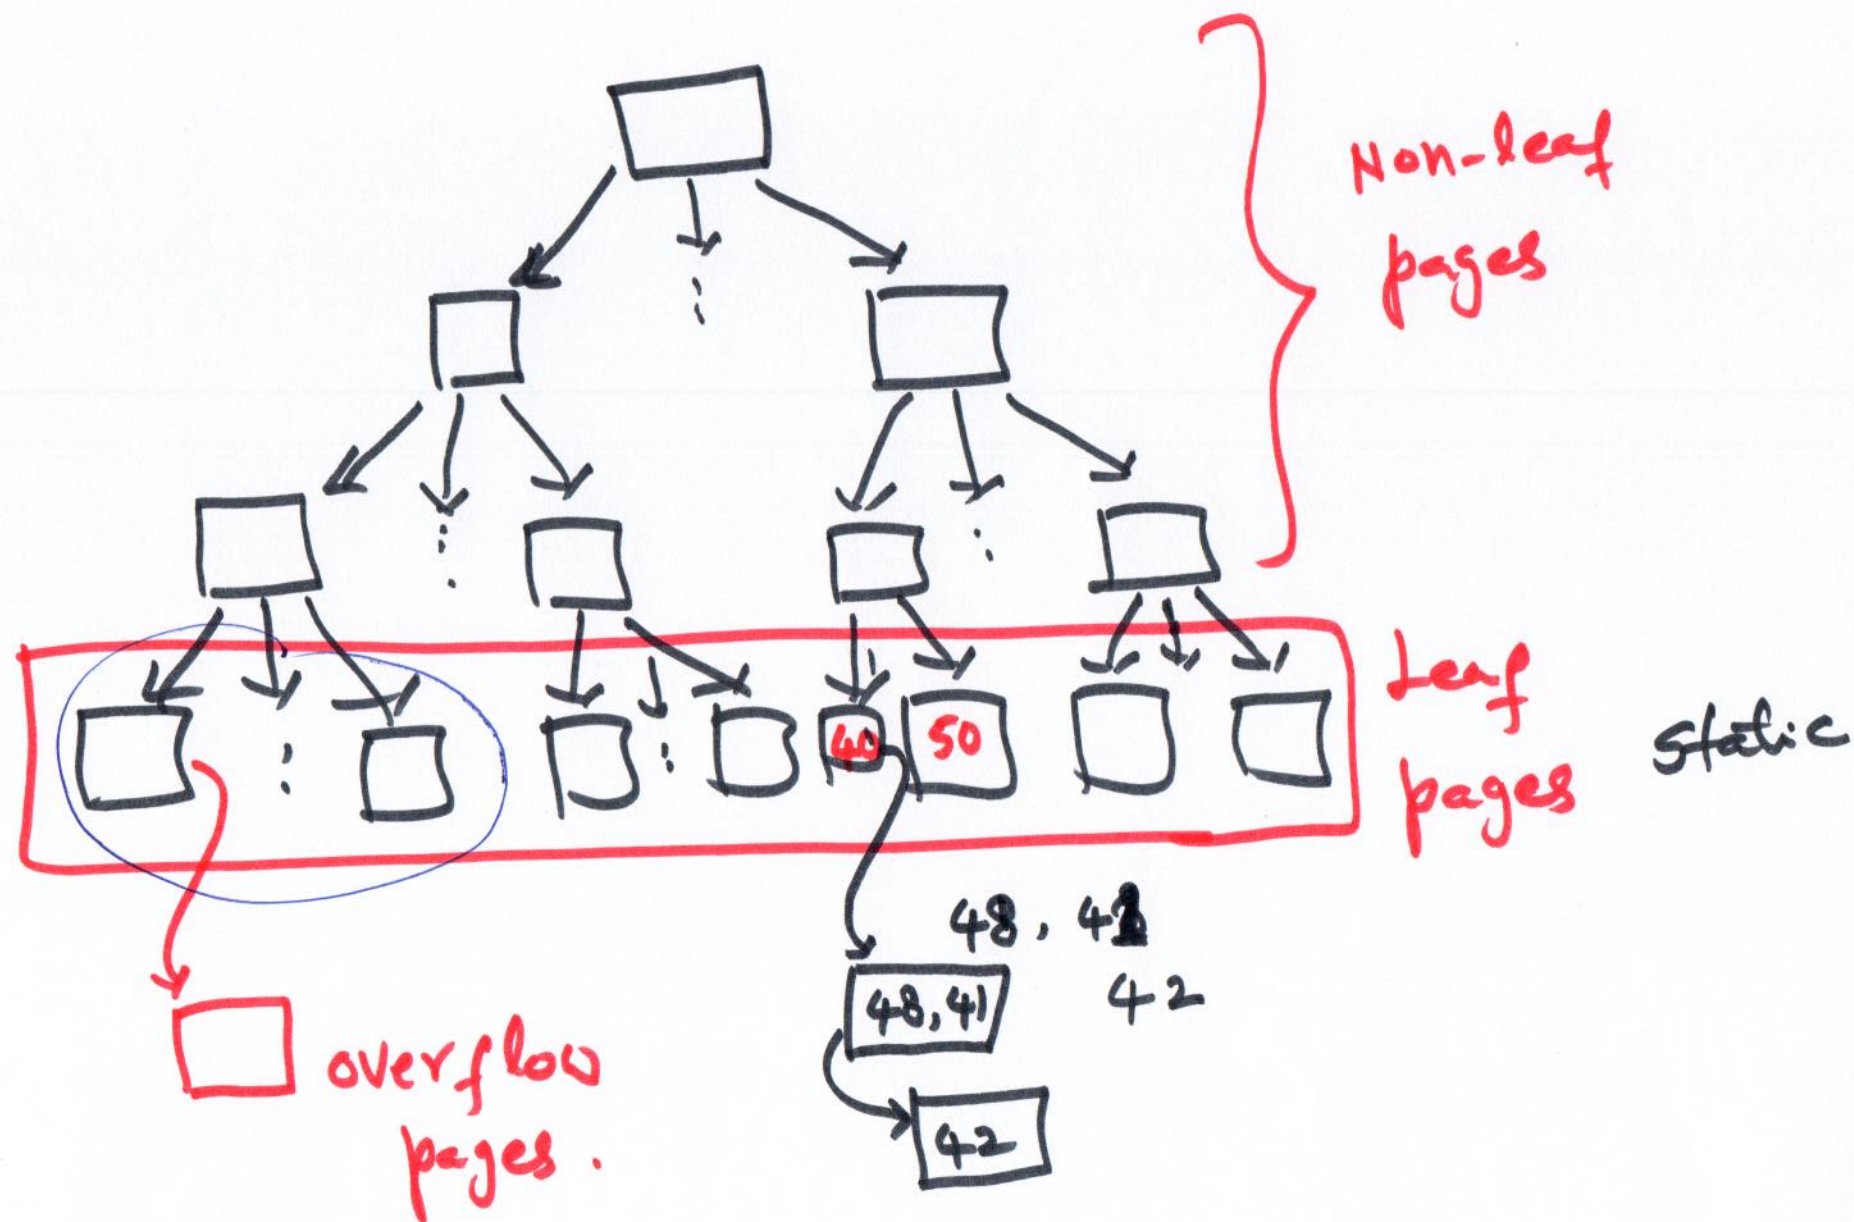 Non-leaf
pages
Leaf
pages
static
40
50
48, 41
42
48,41
42
overflow
pages.